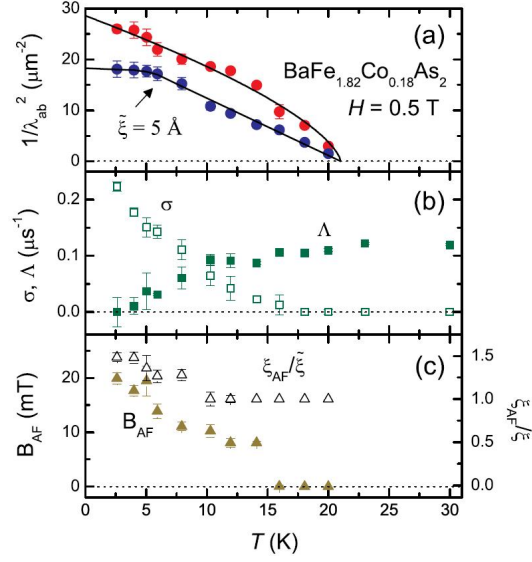 30
20
10
0
1/λab² (μm⁻²)
(a)
BaFe1.82Co0.18As2
H = 0.5 T
ξ̃ = 5 Å
0.2
0.1
0.0
σ, Λ (μs⁻¹)
(b)
σ
Λ
20
10
0
BAF (mT)
(c)
ξAF/ξ̃
BAF
1.5
1.0
0.5
0.0
ξAF/ξ̃
0 5 10 15 20 25 30
T (K)